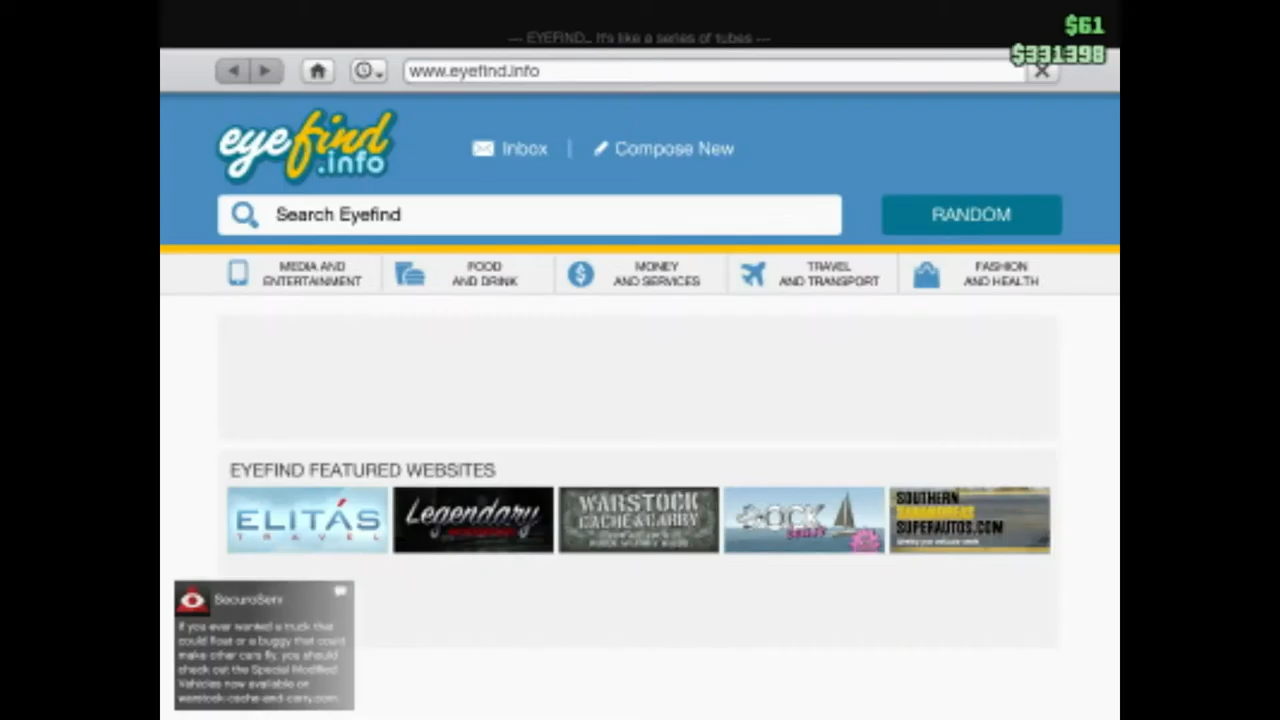 $61
--- EYEFIND... It's like a series of tubes ---
$331398
www.eyefind.info
eyefind
.info
Inbox
Compose New
Search Eyefind
RANDOM
MEDIA AND
ENTERTAINMENT
FOOD
AND DRINK
MONEY
AND SERVICES
TRAVEL
AND TRANSPORT
FASHION
AND HEALTH
EYEFIND FEATURED WEBSITES
ELITÁS
TRAVEL
Legendary
WARSTOCK
CACHE & CARRY
DOCK
SOUTHERN
SUPERAUTOS.COM
SecuroServ
If you ever wanted a truck that
could float or a buggy that could
make other cars fly, you should
check out the Special Modified
Vehicles now available on
warstock-cache-and-carry.com.